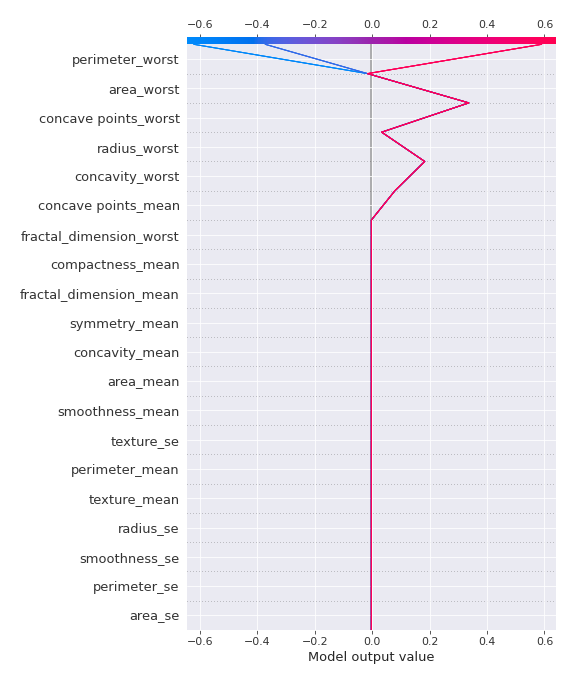 −0.6 −0.4 −0.2 0.0 0.2 0.4 0.6
perimeter_worst
area_worst
concave points_worst
radius_worst
concavity_worst
concave points_mean
fractal_dimension_worst
compactness_mean
fractal_dimension_mean
symmetry_mean
concavity_mean
area_mean
smoothness_mean
texture_se
perimeter_mean
texture_mean
radius_se
smoothness_se
perimeter_se
area_se
−0.6 −0.4 −0.2 0.0 0.2 0.4 0.6
Model output value